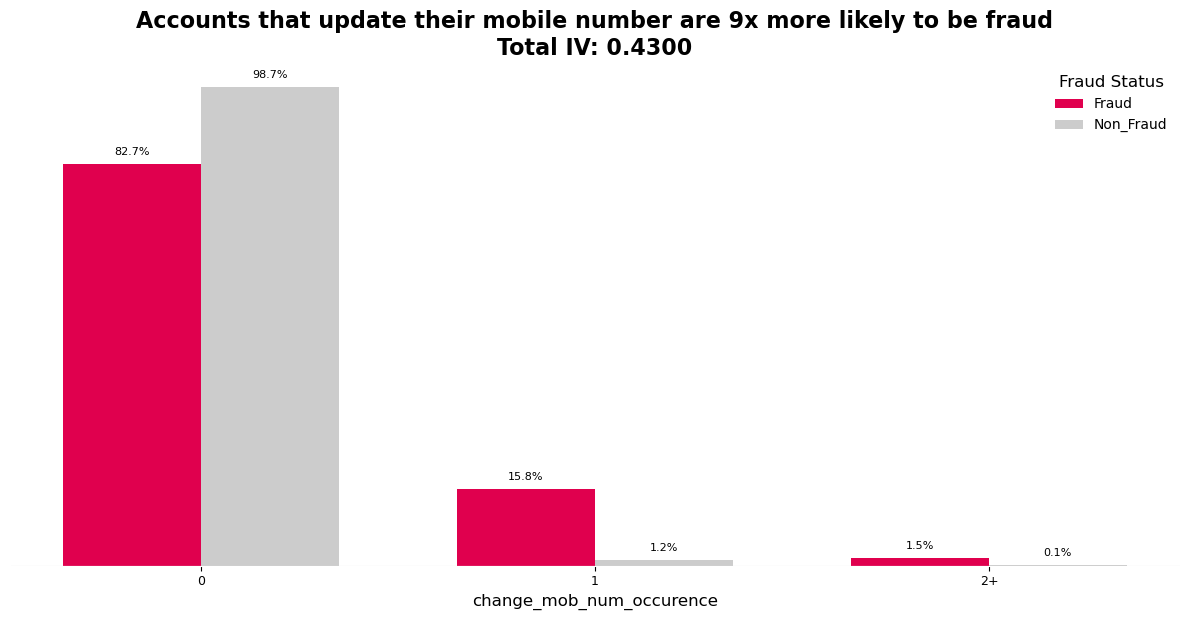 Accounts that update their mobile number are 9x more likely to be fraud
Total IV: 0.4300
Fraud Status
Fraud
Non_Fraud
98.7%
82.7%
15.8%
1.2%
1.5%
0.1%
0
1
2+
change_mob_num_occurence